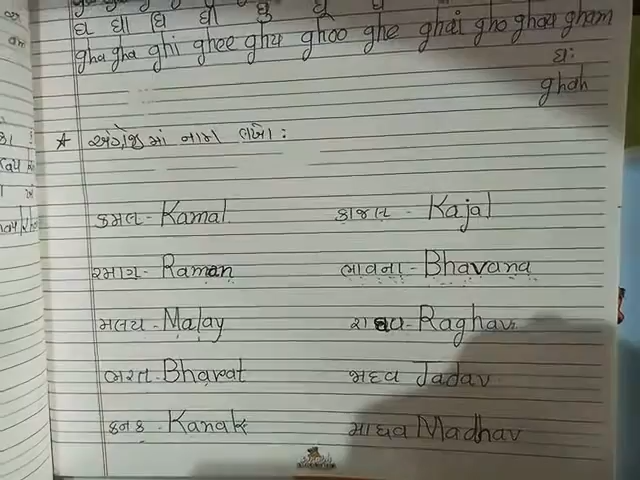 ઘ ઘા ઘિ ઘી ઘુ ઘૂ ઘે
gha gha ghi ghee ghu ghoo ghe ghai gho ghau gham
ઘઃ
ghah
* અંગ્રેજીમાં નામ લખો :
કમલ - Kamal કાજલ - Kajal
રમણ - Raman ભાવના - Bhavana
મલય - Malay રાઘવ - Raghav
ભરત - Bharat જાદવ Jadav
કનક - Kanak માધવ Madhav